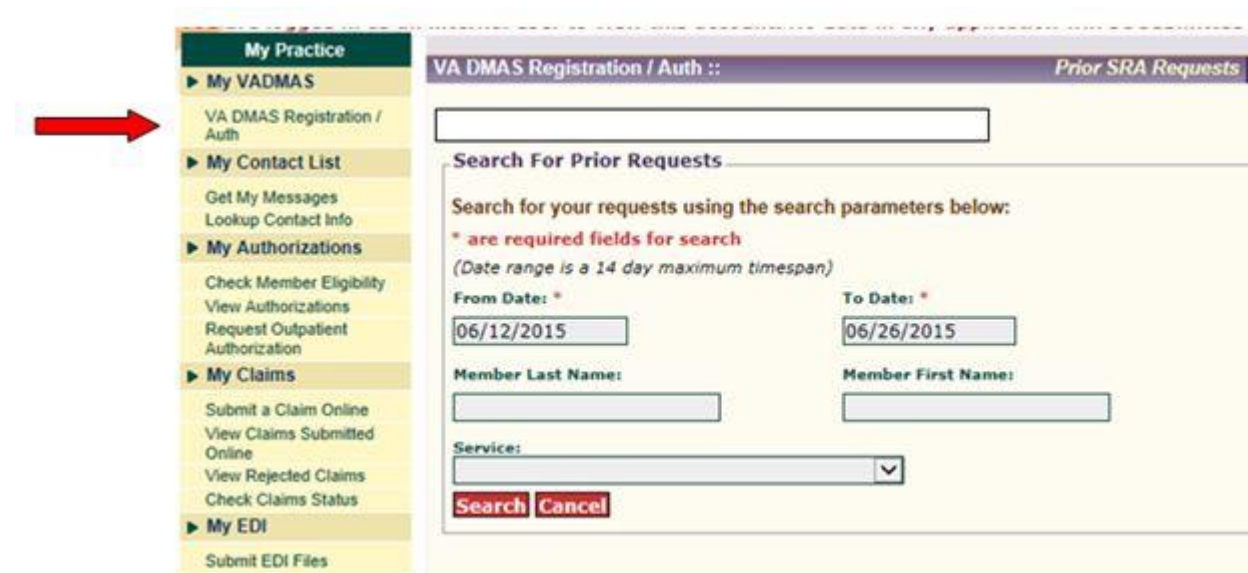 My Practice
My VADMAS
VA DMAS Registration /
Auth
My Contact List
Get My Messages
Lookup Contact Info
My Authorizations
Check Member Eligibility
View Authorizations
Request Outpatient
Authorization
My Claims
Submit a Claim Online
View Claims Submitted
Online
View Rejected Claims
Check Claims Status
My EDI
Submit EDI Files
VA DMAS Registration / Auth :: Prior SRA Requests
Search For Prior Requests
Search for your requests using the search parameters below:
* are required fields for search
(Date range is a 14 day maximum timespan)
From Date: * To Date: *
06/12/2015 06/26/2015
Member Last Name: Member First Name:
Service:
Search Cancel